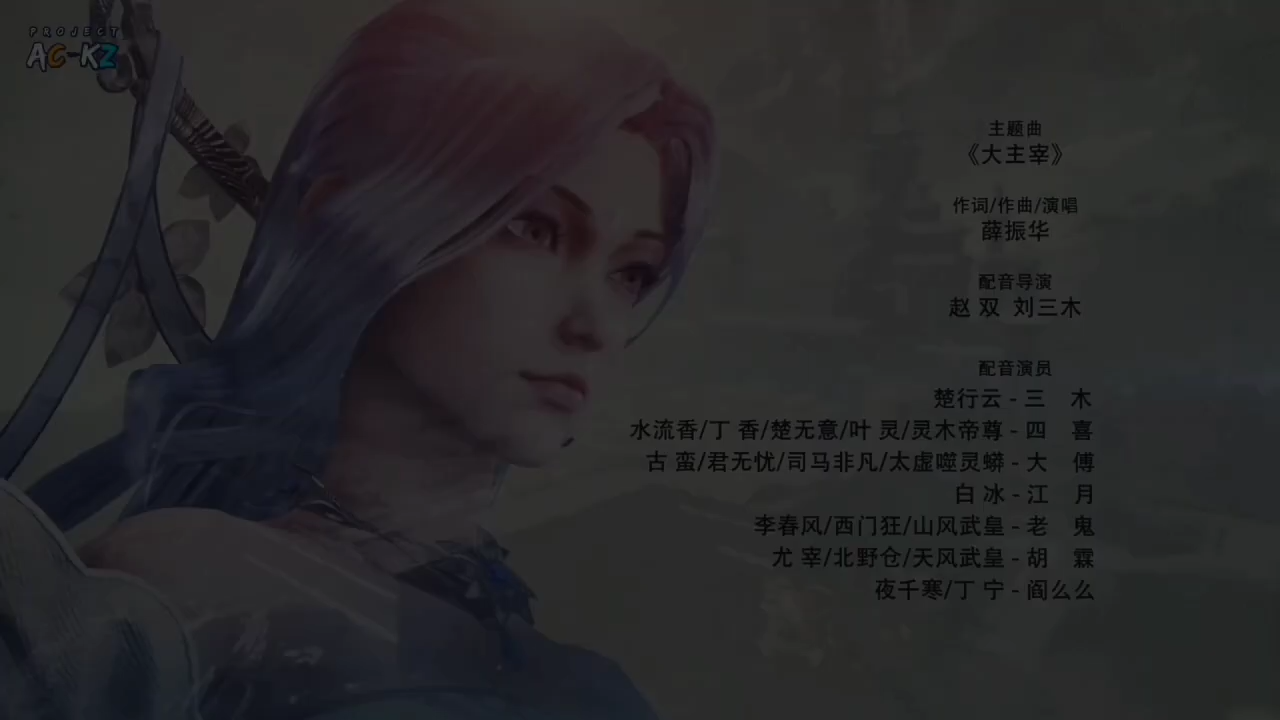 PROJECT
AC-KZ
主题曲
《大主宰》
作词/作曲/演唱
薛振华
配音导演
赵 双 刘三木
配音演员
楚行云 - 三 木
水流香/丁 香/楚无意/叶 灵/灵木帝尊 - 四 喜
古 蛮/君无忧/司马非凡/太虚噬灵蟒 - 大 傅
白 冰 - 江 月
李春风/西门狂/山风武皇 - 老 鬼
尤 宰/北野仓/天风武皇 - 胡 霖
夜千寒/丁 宁 - 阎么么